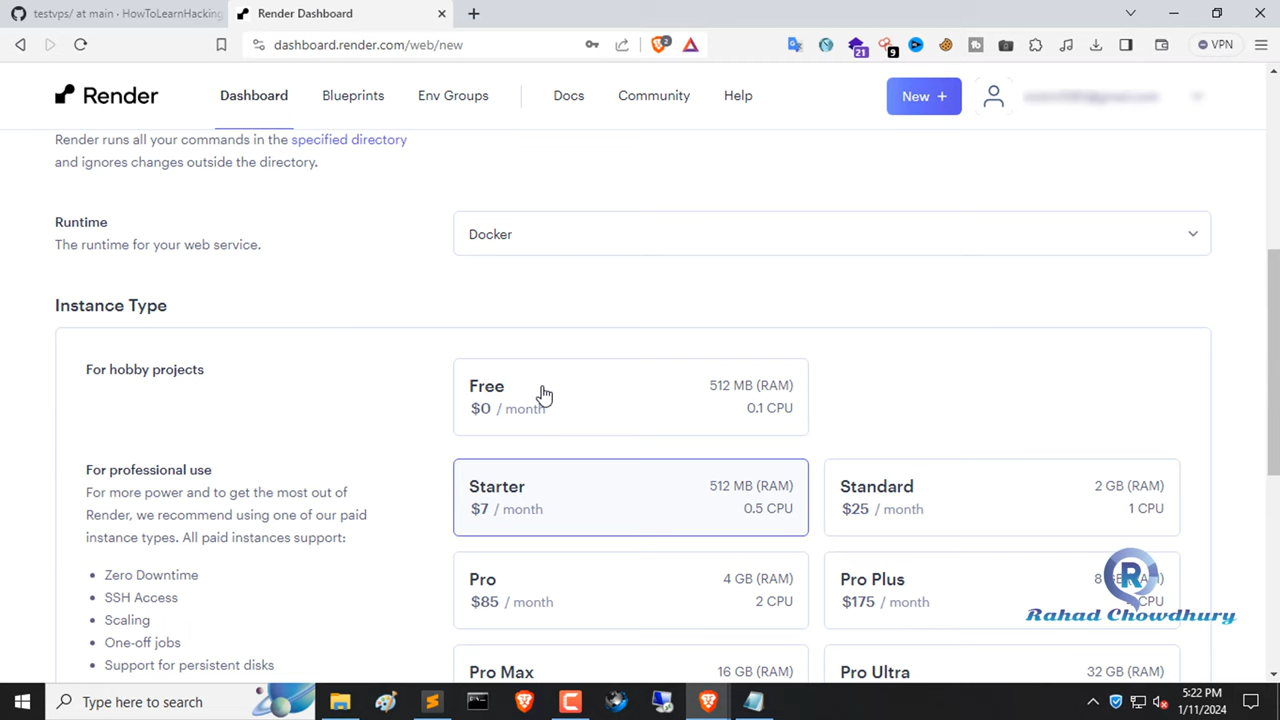 testvps/ at main · HowToLearnHacking
Render Dashboard
dashboard.render.com/web/new
2
21
9
VPN
Render
Dashboard
Blueprints
Env Groups
Docs
Community
Help
New +
Render runs all your commands in the specified directory
and ignores changes outside the directory.
Runtime
The runtime for your web service.
Docker
Instance Type
For hobby projects
Free
512 MB (RAM)
$0 / month
0.1 CPU
For professional use
For more power and to get the most out of
Render, we recommend using one of our paid
instance types. All paid instances support:
• Zero Downtime
• SSH Access
• Scaling
• One-off jobs
• Support for persistent disks
Starter
512 MB (RAM)
$7 / month
0.5 CPU
Standard
2 GB (RAM)
$25 / month
1 CPU
Pro
4 GB (RAM)
$85 / month
2 CPU
Pro Plus
8
$175 / month
CPU
Pro Max
16 GB (RAM)
Pro Ultra
32 GB (RAM)
R
Rahad Chowdhury
Type here to search
5:22 PM
1/11/2024